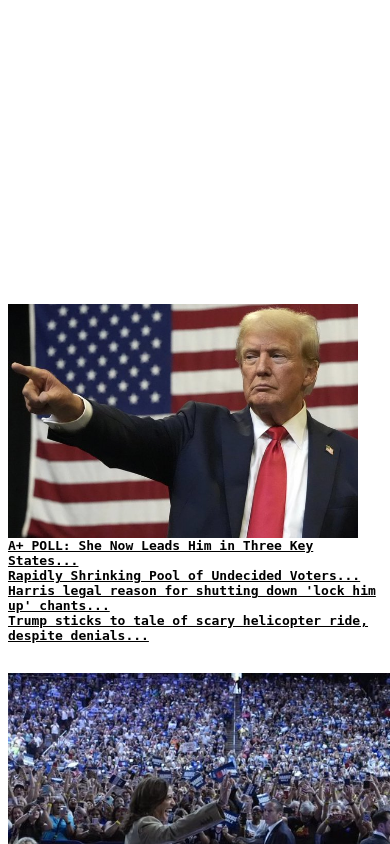 A+ POLL: She Now Leads Him in Three Key
States...
Rapidly Shrinking Pool of Undecided Voters...
Harris legal reason for shutting down 'lock him
up' chants...
Trump sticks to tale of scary helicopter ride,
despite denials...